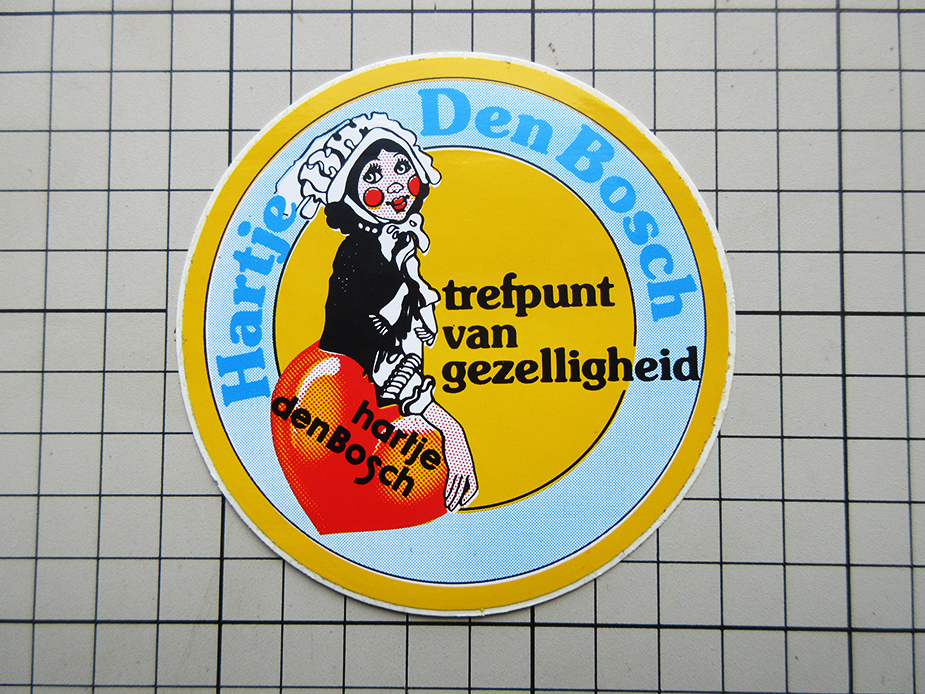 Hartje Den Bosch
trefpunt
van
gezelligheid
hartje
denBosch